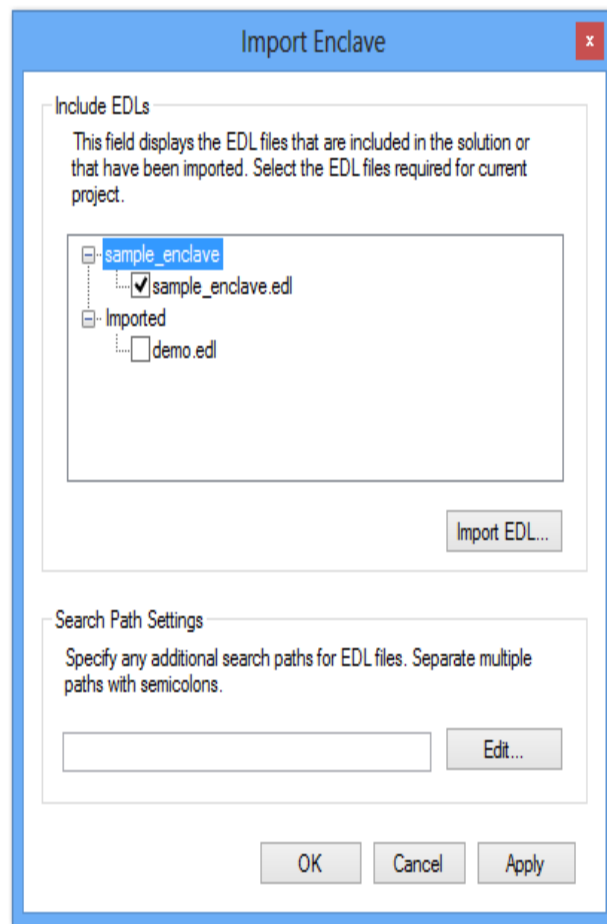 Import Enclave
x
Include EDLs
This field displays the EDL files that are included in the solution or
that have been imported. Select the EDL files required for current
project.
sample_enclave
sample_enclave.edl
Imported
demo.edl
Import EDL...
Search Path Settings
Specify any additional search paths for EDL files. Separate multiple
paths with semicolons.
Edit...
OK Cancel Apply